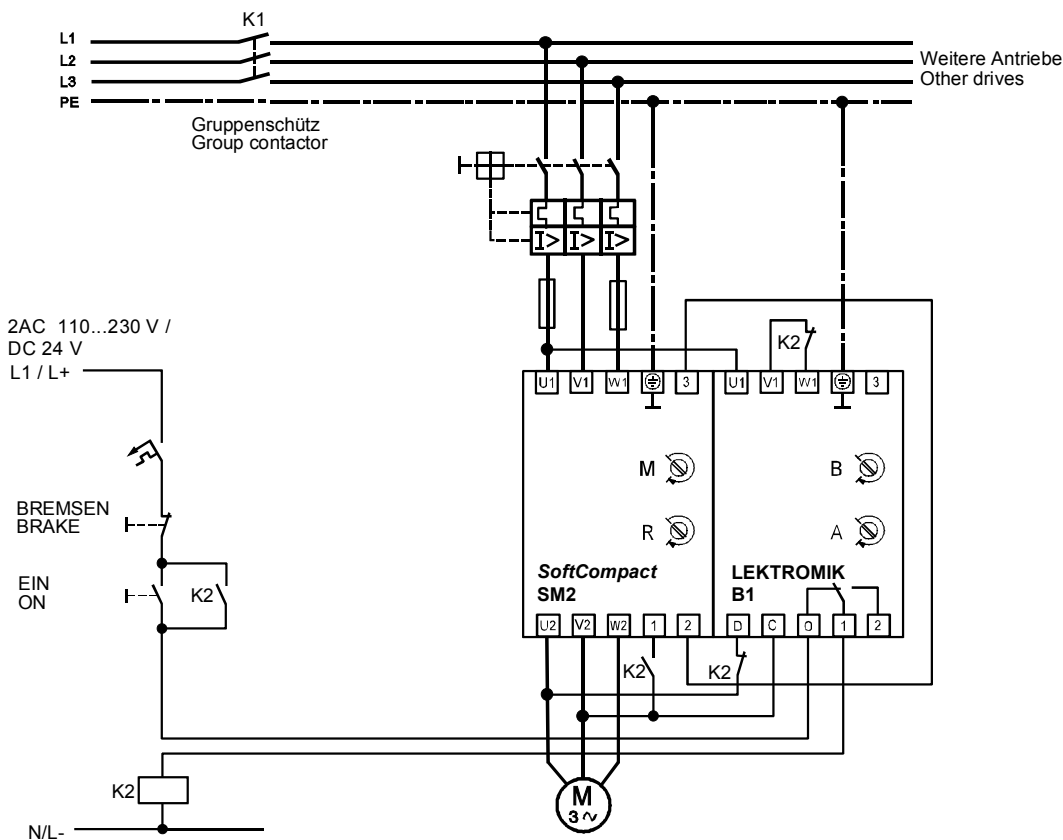 K1
L1
L2
L3
PE
Weitere Antriebe
Other drives
Gruppenschütz
Group contactor
I> I> I>
2AC 110...230 V /
DC 24 V
L1 / L+
K2
U1 V1 W1 3 U1 V1 W1 3
M
B
R
A
BREMSEN
BRAKE
EIN
ON
K2
SoftCompact
SM2
LEKTROMIK
B1
U2 V2 W2 1 2 D C 0 1 2
K2
K2
K2
M
3~
N/L-